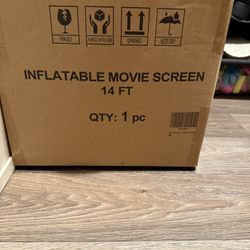 FRAGILE HANDLE WITH CARE UPWARD KEEP DRY
INFLATABLE MOVIE SCREEN
14 FT
QTY: 1 pc